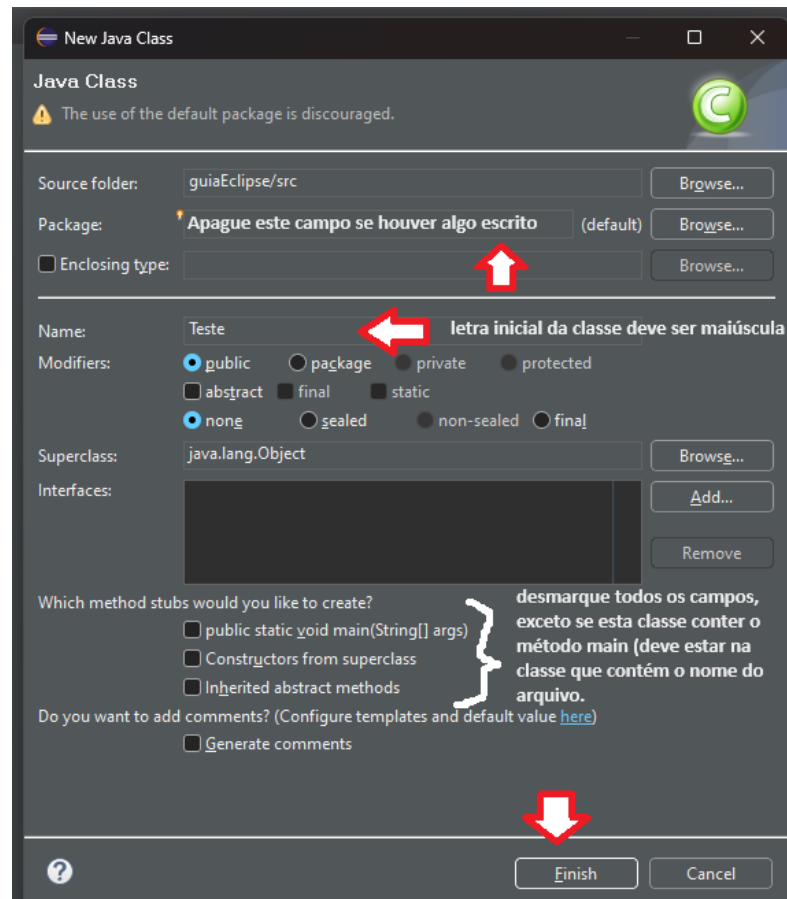 New Java Class
Java Class
The use of the default package is discouraged.
Source folder: guiaEclipse/src Browse...
Package: Apague este campo se houver algo escrito (default) Browse...
Enclosing type: Browse...
Name: Teste letra inicial da classe deve ser maiúscula
Modifiers: public package private protected
abstract final static
none sealed non-sealed final
Superclass: java.lang.Object Browse...
Interfaces: Add...
Remove
Which method stubs would you like to create?
public static void main(String[] args)
Constructors from superclass
Inherited abstract methods
desmarque todos os campos,
exceto se esta classe conter o
método main (deve estar na
classe que contém o nome do
arquivo.
Do you want to add comments? (Configure templates and default value here)
Generate comments
? Finish Cancel